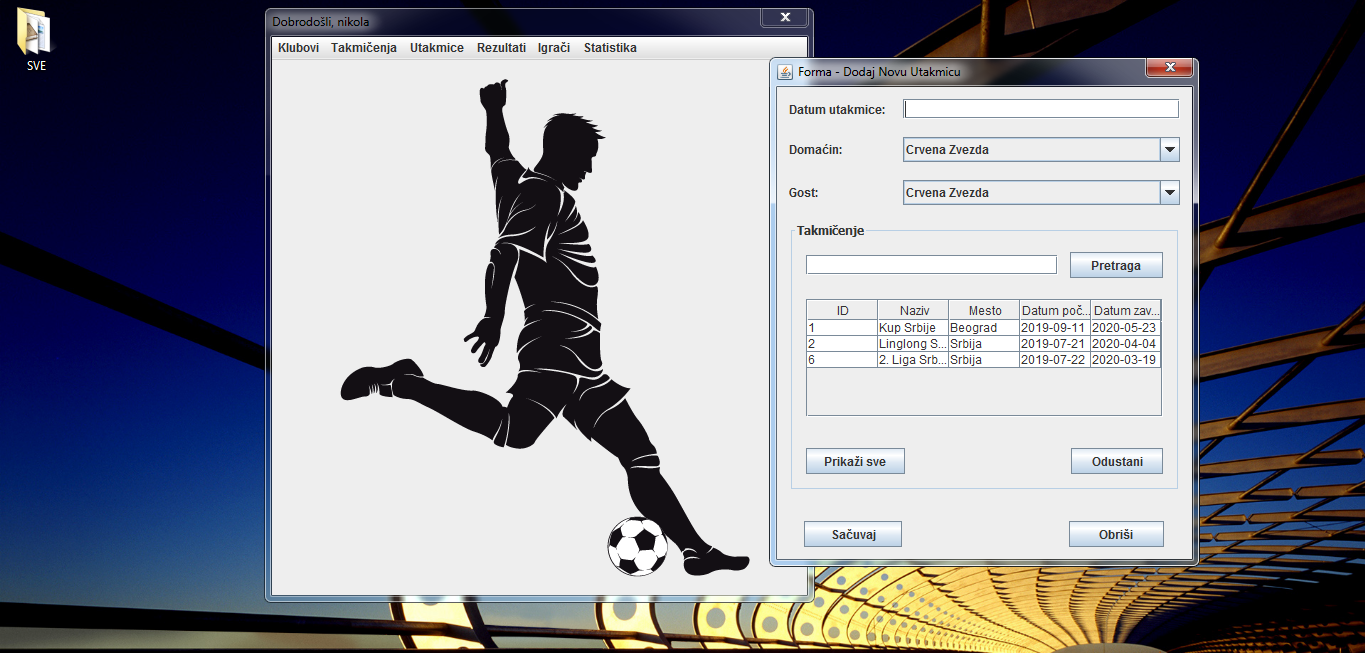 SVE
Dobrodošli, nikola
Klubovi Takmičenja Utakmice Rezultati Igrači Statistika
Forma - Dodaj Novu Utakmicu
Datum utakmice:
Domaćin: Crvena Zvezda
Gost: Crvena Zvezda
Takmičenje
Pretraga
ID Naziv Mesto Datum poč... Datum zav...
1 Kup Srbije Beograd 2019-09-11 2020-05-23
2 Linglong S... Srbija 2019-07-21 2020-04-04
6 2. Liga Srb... Srbija 2019-07-22 2020-03-19
Prikaži sve Odustani
Sačuvaj Obriši